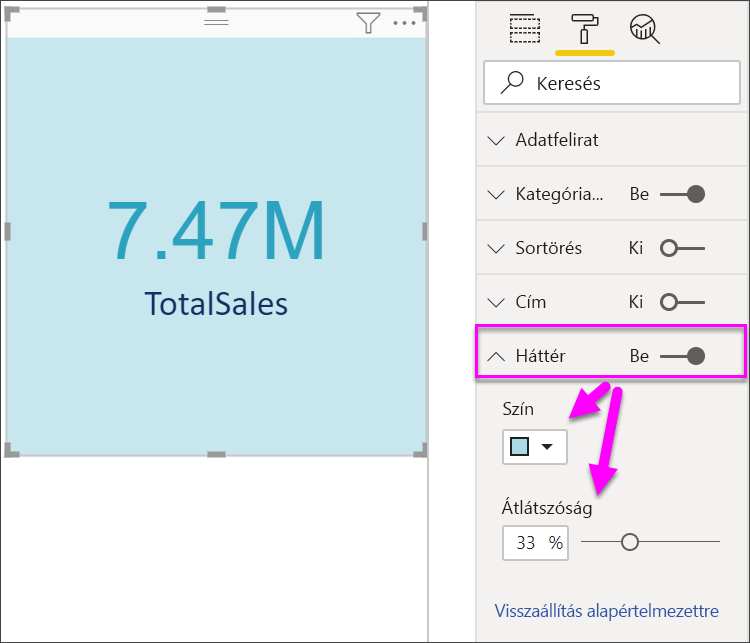 7.47M
TotalSales
Keresés
Adatfelirat
Kategória... Be
Sortörés Ki
Cím Ki
Háttér Be
Szín
Átlátszóság
33 %
Visszaállítás alapértelmezettre